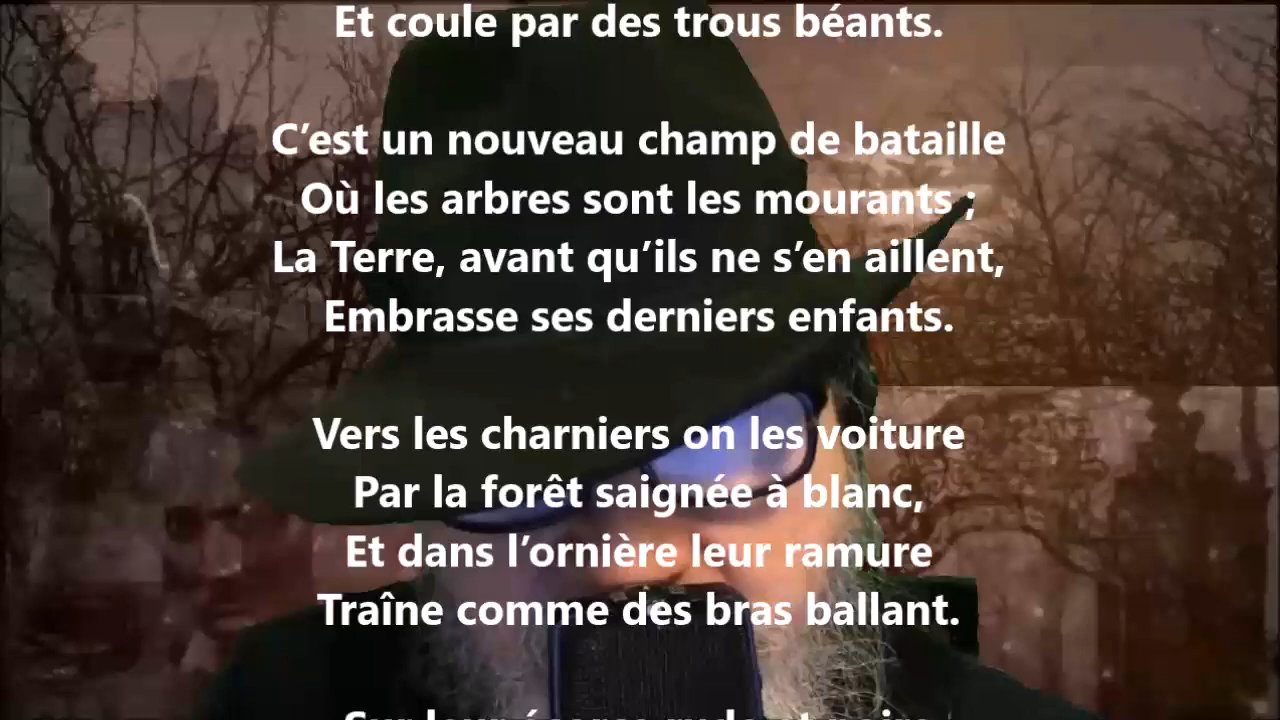 Et coule par des trous béants.
C’est un nouveau champ de bataille
Où les arbres sont les mourants ;
La Terre, avant qu’ils ne s’en aillent,
Embrasse ses derniers enfants.
Vers les charniers on les voiture
Par la forêt saignée à blanc,
Et dans l’ornière leur ramure
Traîne comme des bras ballant.